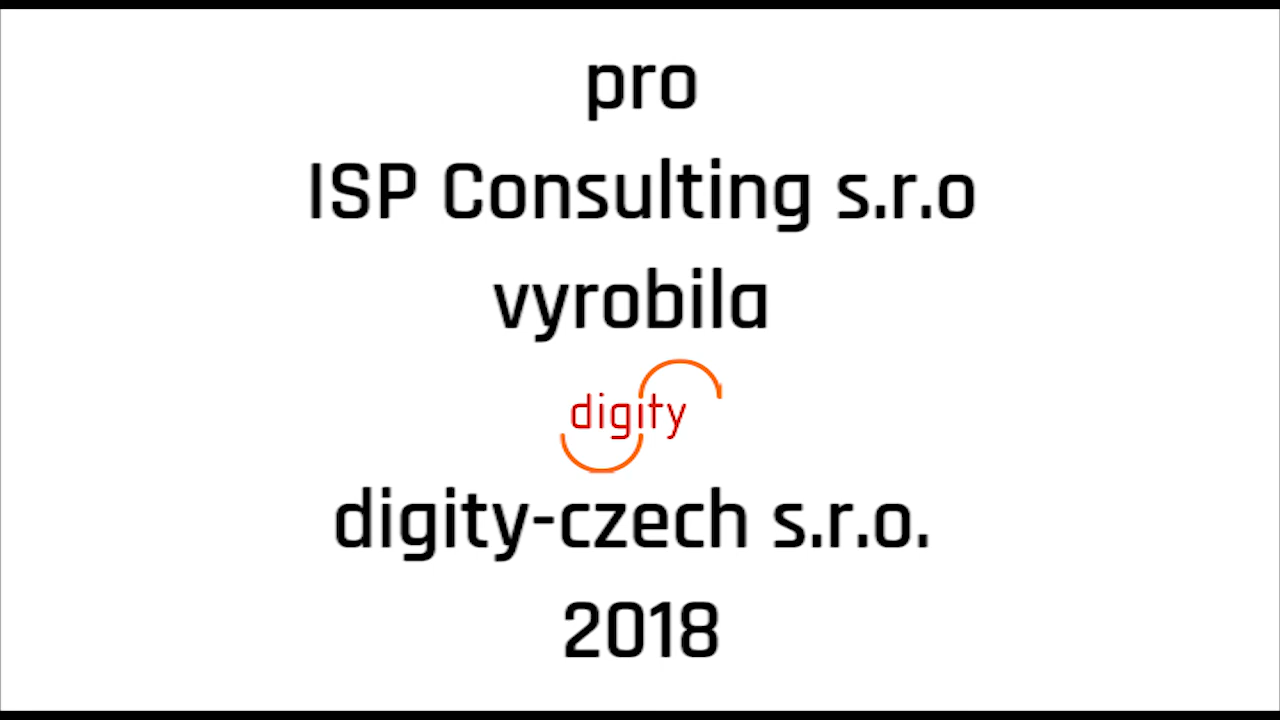 pro
ISP Consulting s.r.o
vyrobila
digity
digity-czech s.r.o.
2018